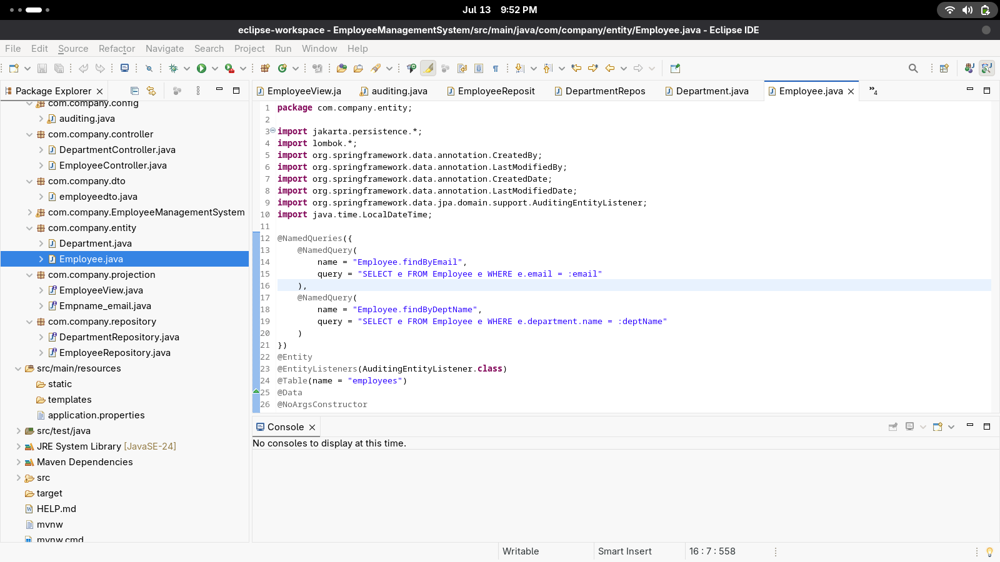 Jul 13 9:52 PM
eclipse-workspace - EmployeeManagementSystem/src/main/java/com/company/entity/Employee.java - Eclipse IDE
File Edit Source Refactor Navigate Search Project Run Window Help
Package Explorer
com.company.config
auditing.java
com.company.controller
DepartmentController.java
EmployeeController.java
com.company.dto
employeedto.java
com.company.EmployeeManagementSystem
com.company.entity
Department.java
Employee.java
com.company.projection
EmployeeView.java
Empname_email.java
com.company.repository
DepartmentRepository.java
EmployeeRepository.java
src/main/resources
static
templates
application.properties
src/test/java
JRE System Library [JavaSE-24]
Maven Dependencies
src
target
HELP.md
mvnw
mvnw.cmd
EmployeeView.ja auditing.java EmployeeReposit DepartmentRepos Department.java Employee.java »4
1 package com.company.entity;
2
3 import jakarta.persistence.*;
4 import lombok.*;
5 import org.springframework.data.annotation.CreatedBy;
6 import org.springframework.data.annotation.LastModifiedBy;
7 import org.springframework.data.annotation.CreatedDate;
8 import org.springframework.data.annotation.LastModifiedDate;
9 import org.springframework.data.jpa.domain.support.AuditingEntityListener;
10 import java.time.LocalDateTime;
11
12 @NamedQueries({
13 @NamedQuery(
14 name = "Employee.findByEmail",
15 query = "SELECT e FROM Employee e WHERE e.email = :email"
16 ),
17 @NamedQuery(
18 name = "Employee.findByDeptName",
19 query = "SELECT e FROM Employee e WHERE e.department.name = :deptName"
20 )
21 })
22 @Entity
23 @EntityListeners(AuditingEntityListener.class)
24 @Table(name = "employees")
25 @Data
26 @NoArgsConstructor
Console
No consoles to display at this time.
Writable Smart Insert 16 : 7 : 558